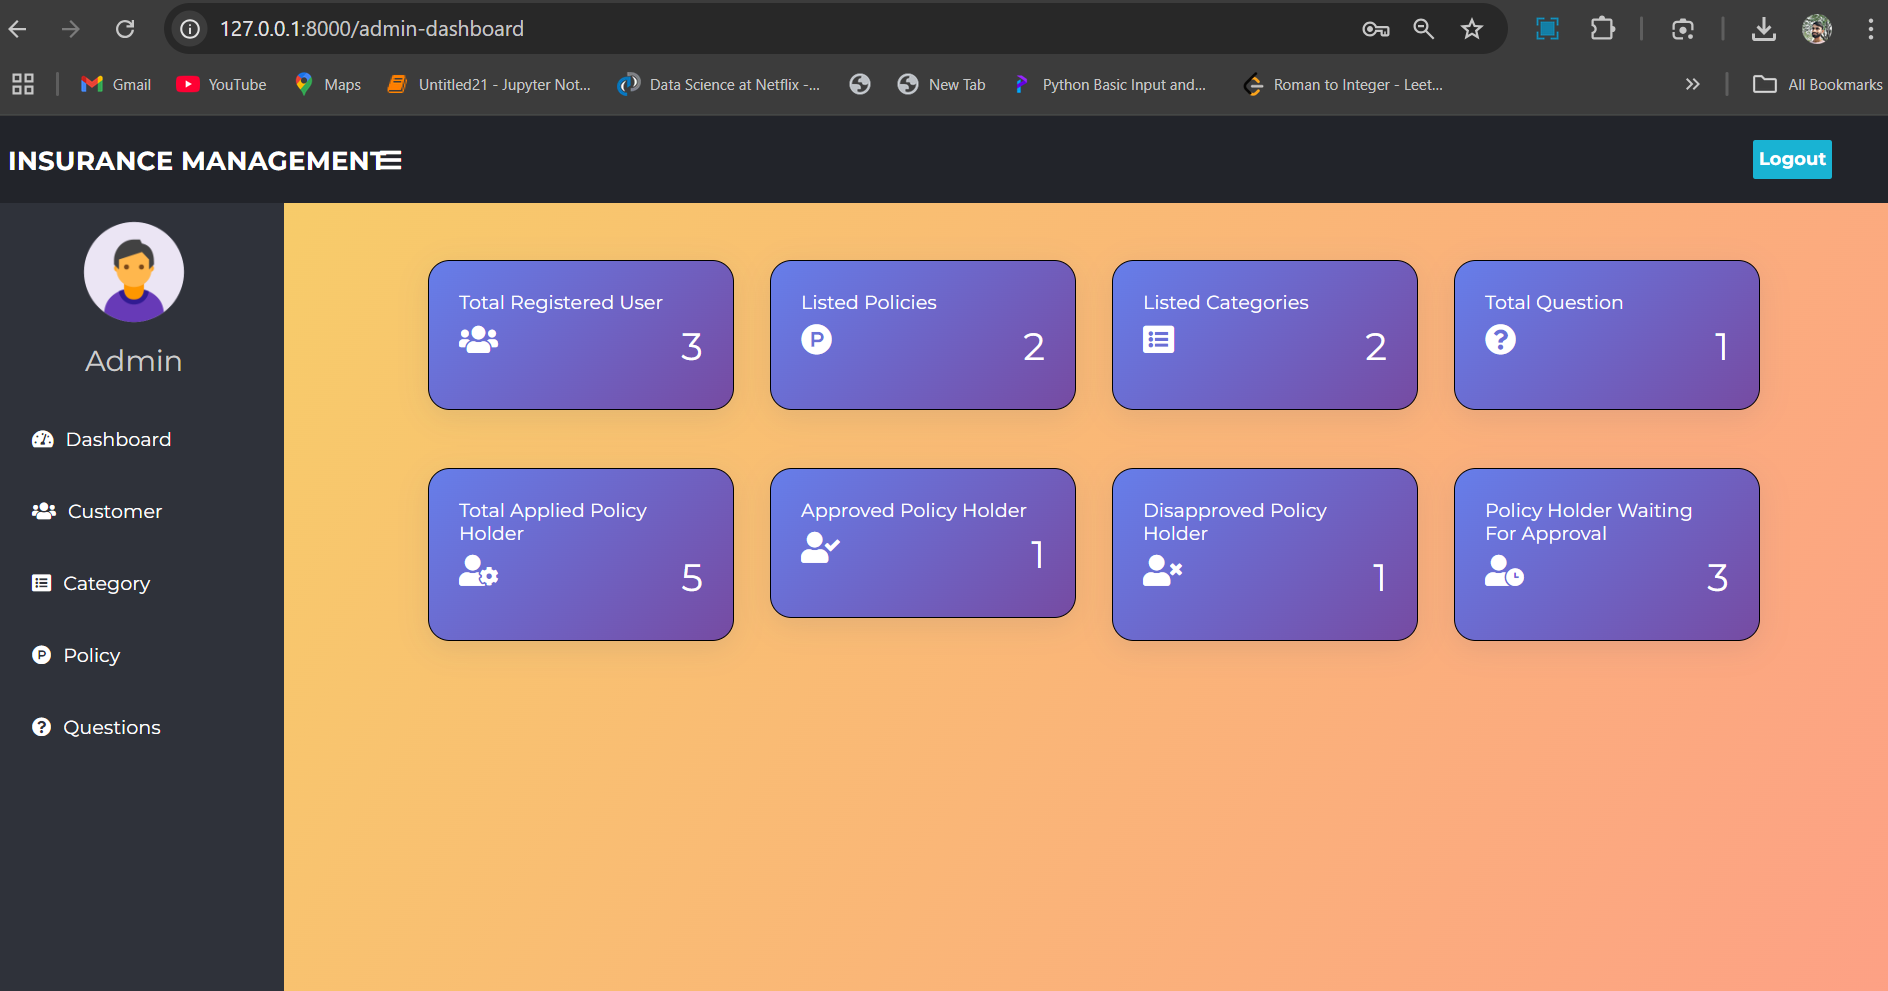 127.0.0.1:8000/admin-dashboard
Gmail YouTube Maps Untitled21 - Jupyter Not... Data Science at Netflix -... New Tab Python Basic Input and... Roman to Integer - Leet... All Bookmarks
INSURANCE MANAGEMENT
Logout
Admin
Dashboard
Customer
Category
Policy
Questions
Total Registered User
3
Listed Policies
P
2
Listed Categories
2
Total Question
?
1
Total Applied Policy
Holder
5
Approved Policy Holder
1
Disapproved Policy
Holder
1
Policy Holder Waiting
For Approval
3